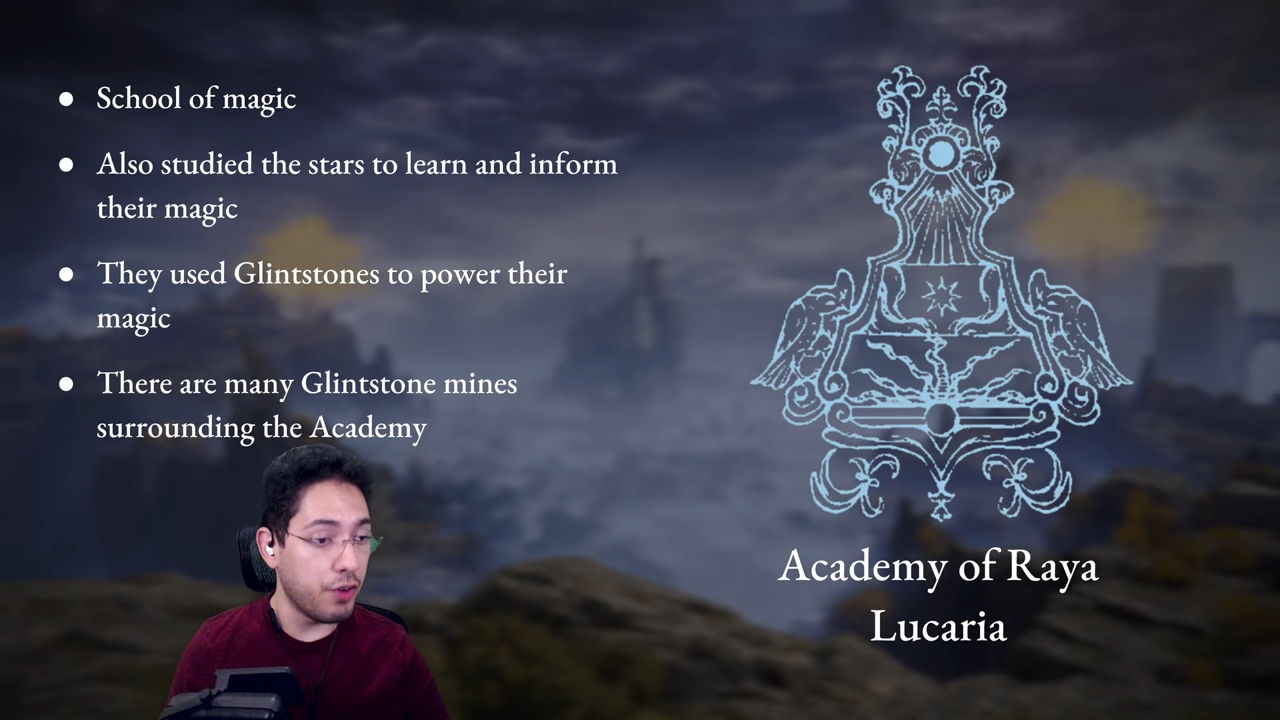 ● School of magic
● Also studied the stars to learn and inform
their magic
● They used Glintstones to power their
magic
● There are many Glintstone mines
surrounding the Academy
Academy of Raya
Lucaria